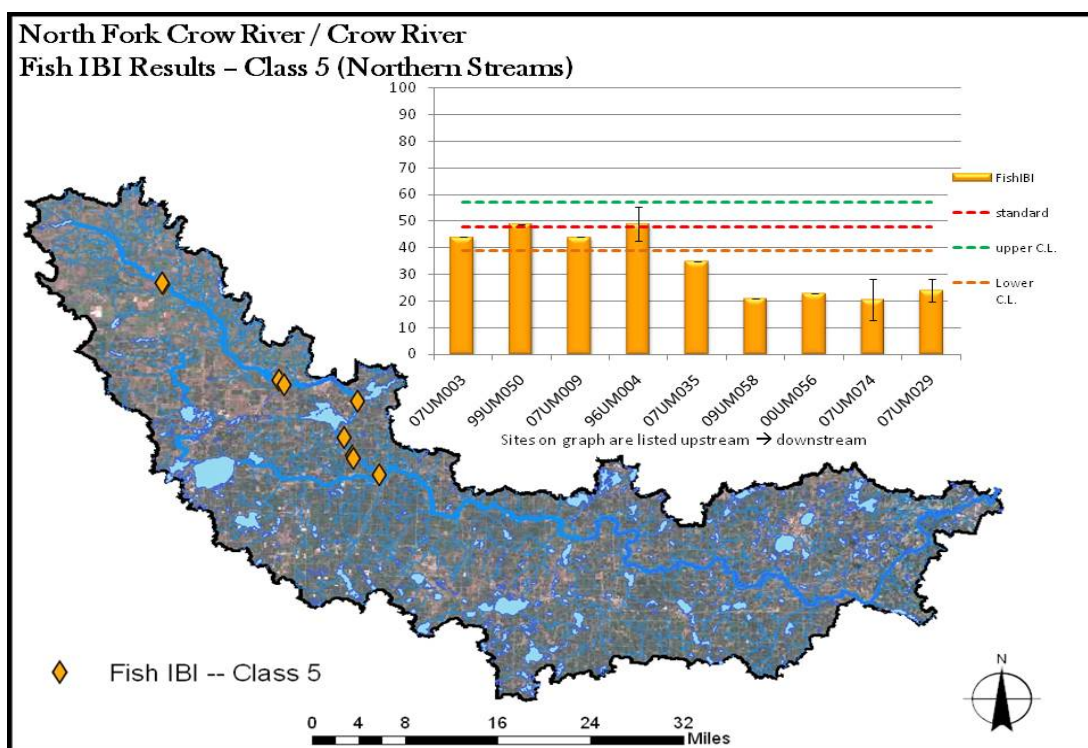 North Fork Crow River / Crow River
Fish IBI Results – Class 5 (Northern Streams)
100
90
80
70
60
50
40
30
20
10
0
07UM003
99UM050
07UM009
96UM004
07UM035
09UM058
00UM056
07UM074
07UM029
Sites on graph are listed upstream → downstream
FishIBI
standard
upper C.L.
Lower
C.L.
Fish IBI -- Class 5
0 4 8 16 24 32
Miles
N